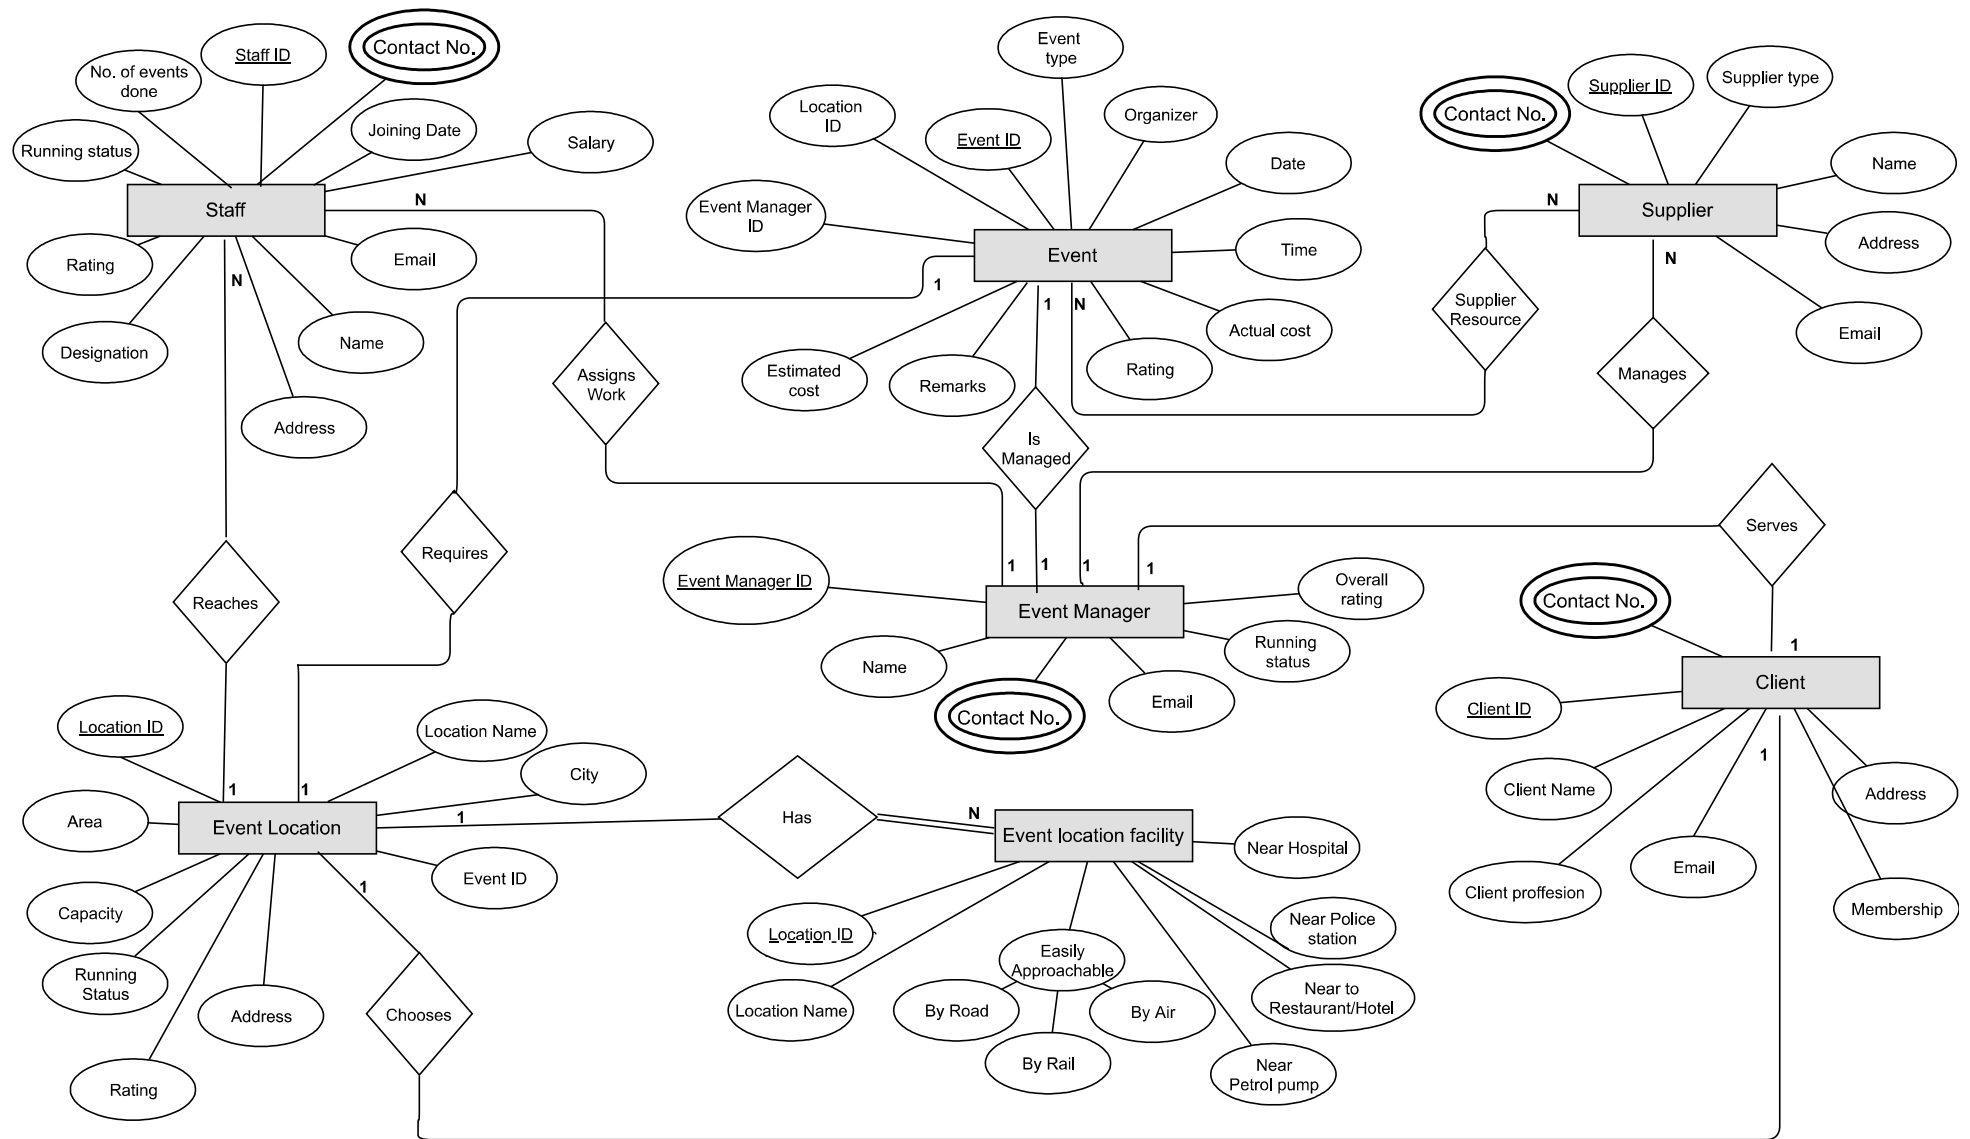 Contact No.
Staff ID
No. of events
done
Joining Date
Salary
Running status
Staff
N
Rating
N
Email
Designation
Name
Address
Assigns
Work
Event
type
Location
ID
Event ID
Organizer
Date
Event Manager
ID
Event
Time
1
1
N
Actual cost
Estimated
cost
Remarks
Rating
Is
Managed
Supplier ID
Supplier type
Contact No.
Name
N
Supplier
Address
N
Supplier
Resource
Email
Manages
Requires
Reaches
Serves
Event Manager ID
1
1
1
1
Event Manager
Overall
rating
Running
status
Name
Email
Contact No.
Contact No.
1
Client
Client ID
1
Client Name
Address
Client proffesion
Email
Membership
Location ID
Location Name
City
1
1
Area
Event Location
1
Has
N
Event location facility
Near Hospital
Event ID
1
Capacity
Running
Status
Address
Rating
Chooses
Location ID
Location Name
Easily
Approachable
By Road
By Air
By Rail
Near Police
station
Near to
Restaurant/Hotel
Near
Petrol pump